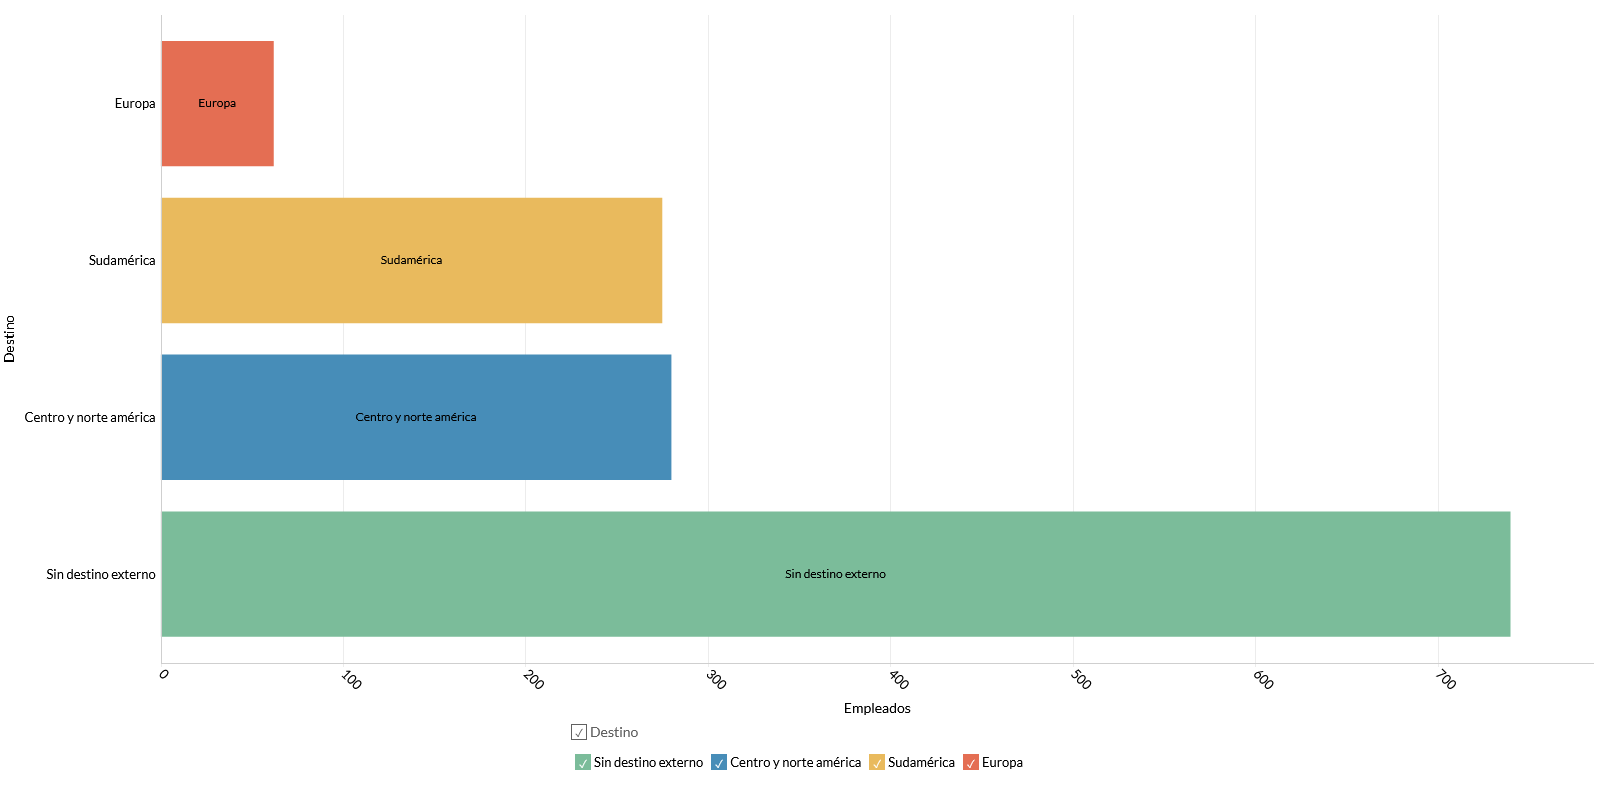 Europa
Europa
Sudamérica
Sudamérica
Destino
Centro y norte américa
Centro y norte américa
Sin destino externo
Sin destino externo
0 100 200 300 400 500 600 700
Empleados
Destino
Sin destino externo Centro y norte américa Sudamérica Europa